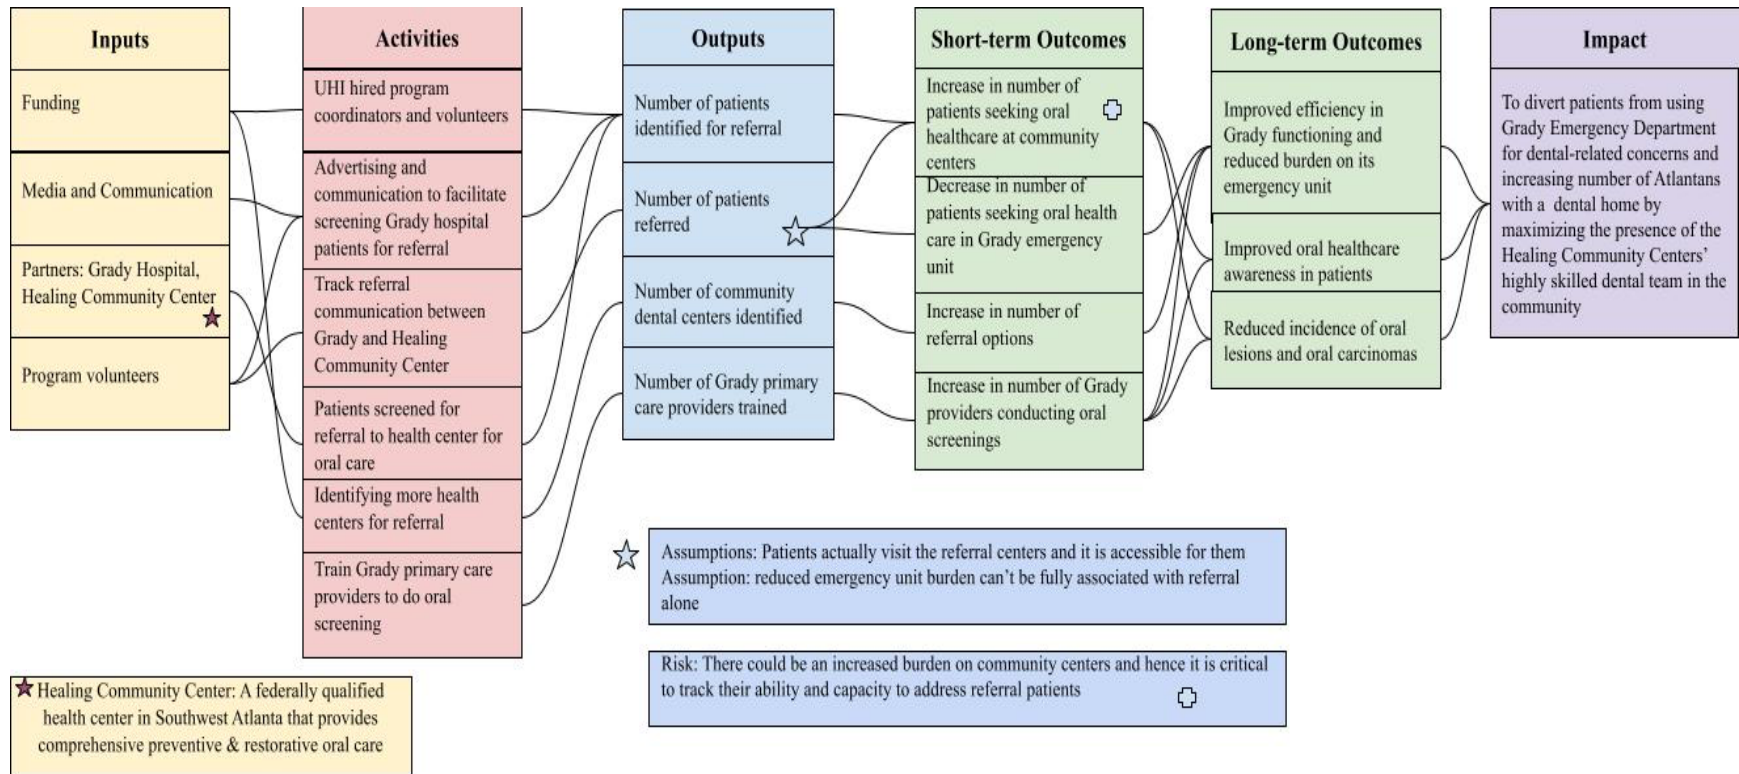 Inputs
Funding
Media and Communication
Partners: Grady Hospital,
Healing Community Center
Program volunteers
Activities
UHI hired program
coordinators and volunteers
Advertising and
communication to facilitate
screening Grady hospital
patients for referral
Track referral
communication between
Grady and Healing
Community Center
Patients screened for
referral to health center for
oral care
Identifying more health
centers for referral
Train Grady primary care
providers to do oral
screening
Outputs
Number of patients
identified for referral
Number of patients
referred
Number of community
dental centers identified
Number of Grady primary
care providers trained
Short-term Outcomes
Increase in number of
patients seeking oral
healthcare at community
centers
Decrease in number of
patients seeking oral health
care in Grady emergency
unit
Increase in number of
referral options
Increase in number of Grady
providers conducting oral
screenings
Long-term Outcomes
Improved efficiency in
Grady functioning and
reduced burden on its
emergency unit
Improved oral healthcare
awareness in patients
Reduced incidence of oral
lesions and oral carcinomas
Impact
To divert patients from using
Grady Emergency Department
for dental-related concerns and
increasing number of Atlantans
with a dental home by
maximizing the presence of the
Healing Community Centers'
highly skilled dental team in the
community
Assumptions: Patients actually visit the referral centers and it is accessible for them
Assumption: reduced emergency unit burden can't be fully associated with referral
alone
Risk: There could be an increased burden on community centers and hence it is critical
to track their ability and capacity to address referral patients
Healing Community Center: A federally qualified
health center in Southwest Atlanta that provides
comprehensive preventive & restorative oral care